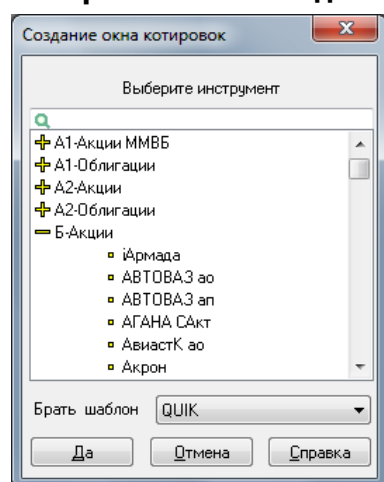 Создание окна котировок
Выберите инструмент
А1-Акции ММВБ
А1-Облигации
А2-Акции
А2-Облигации
Б-Акции
iАрмада
АВТОВАЗ ао
АВТОВАЗ ап
АГАНА САкт
АвиастК ао
Акрон
Брать шаблон QUIK
Да Отмена Справка